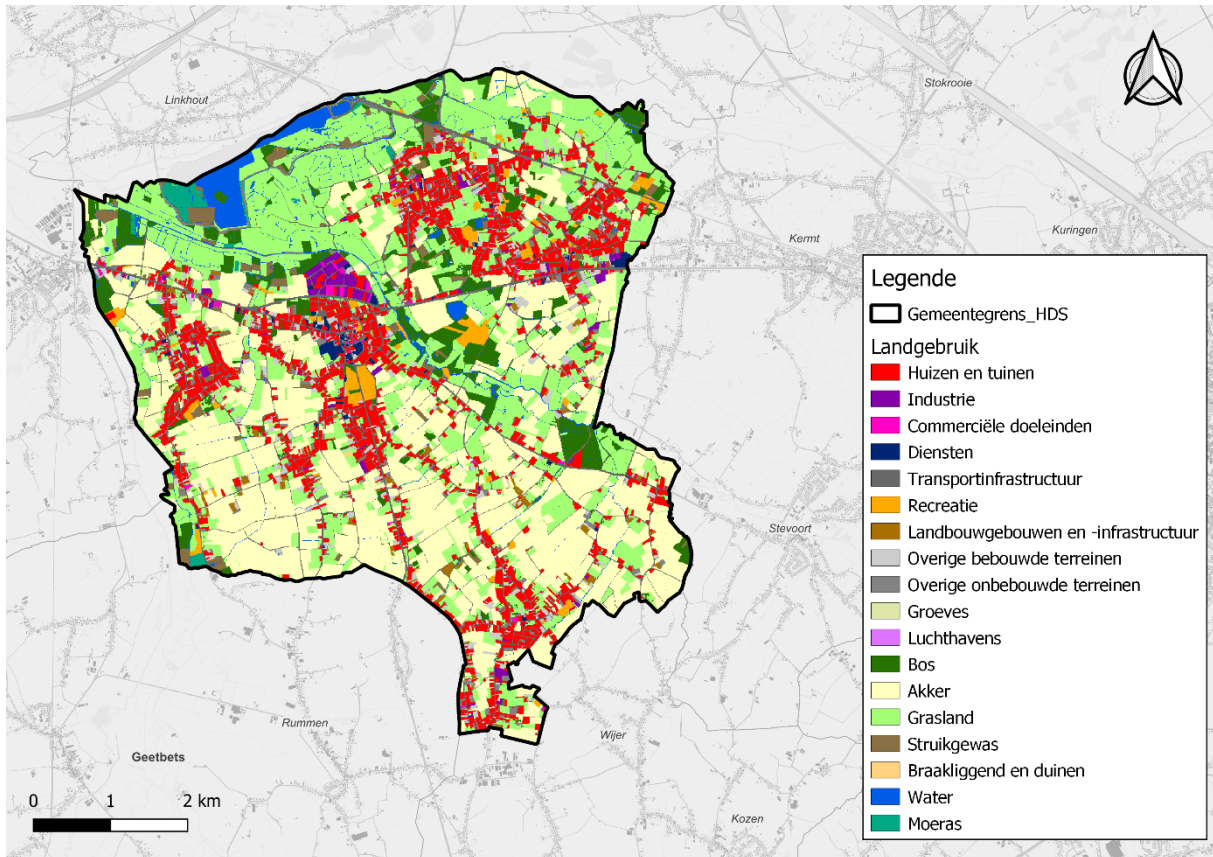 Linkhout
Stokrooie
Kermt
Kuringen
Stevoort
Rummen
Geetbets
Wijer
Kozen
0 1 2 km
Legende
Gemeentegrens_HDS
Landgebruik
Huizen en tuinen
Industrie
Commerciële doeleinden
Diensten
Transportinfrastructuur
Recreatie
Landbouwgebouwen en -infrastructuur
Overige bebouwde terreinen
Overige onbebouwde terreinen
Groeves
Luchthavens
Bos
Akker
Grasland
Struikgewas
Braakliggend en duinen
Water
Moeras